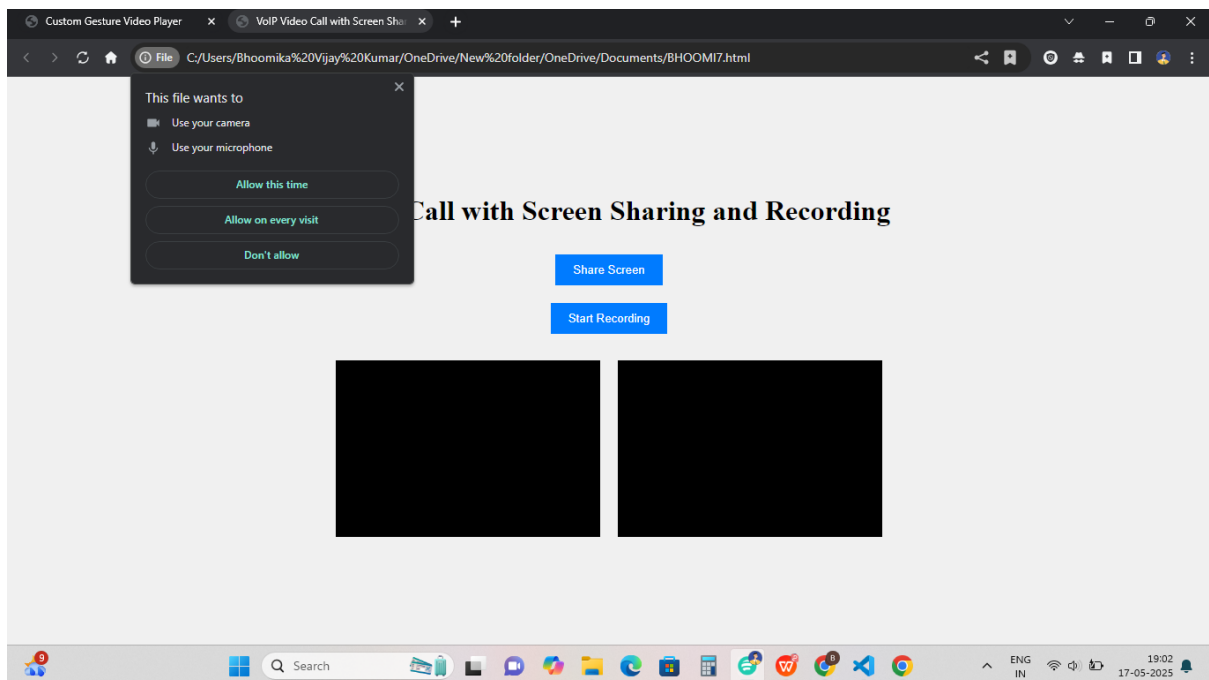 Custom Gesture Video Player
VoIP Video Call with Screen Shar
File
C:/Users/Bhoomika%20Vijay%20Kumar/OneDrive/New%20folder/OneDrive/Documents/BHOOMI7.html
This file wants to
Use your camera
Use your microphone
Allow this time
Allow on every visit
Don't allow
Call with Screen Sharing and Recording
Share Screen
Start Recording
9
Search
B
ENG
IN
19:02
17-05-2025